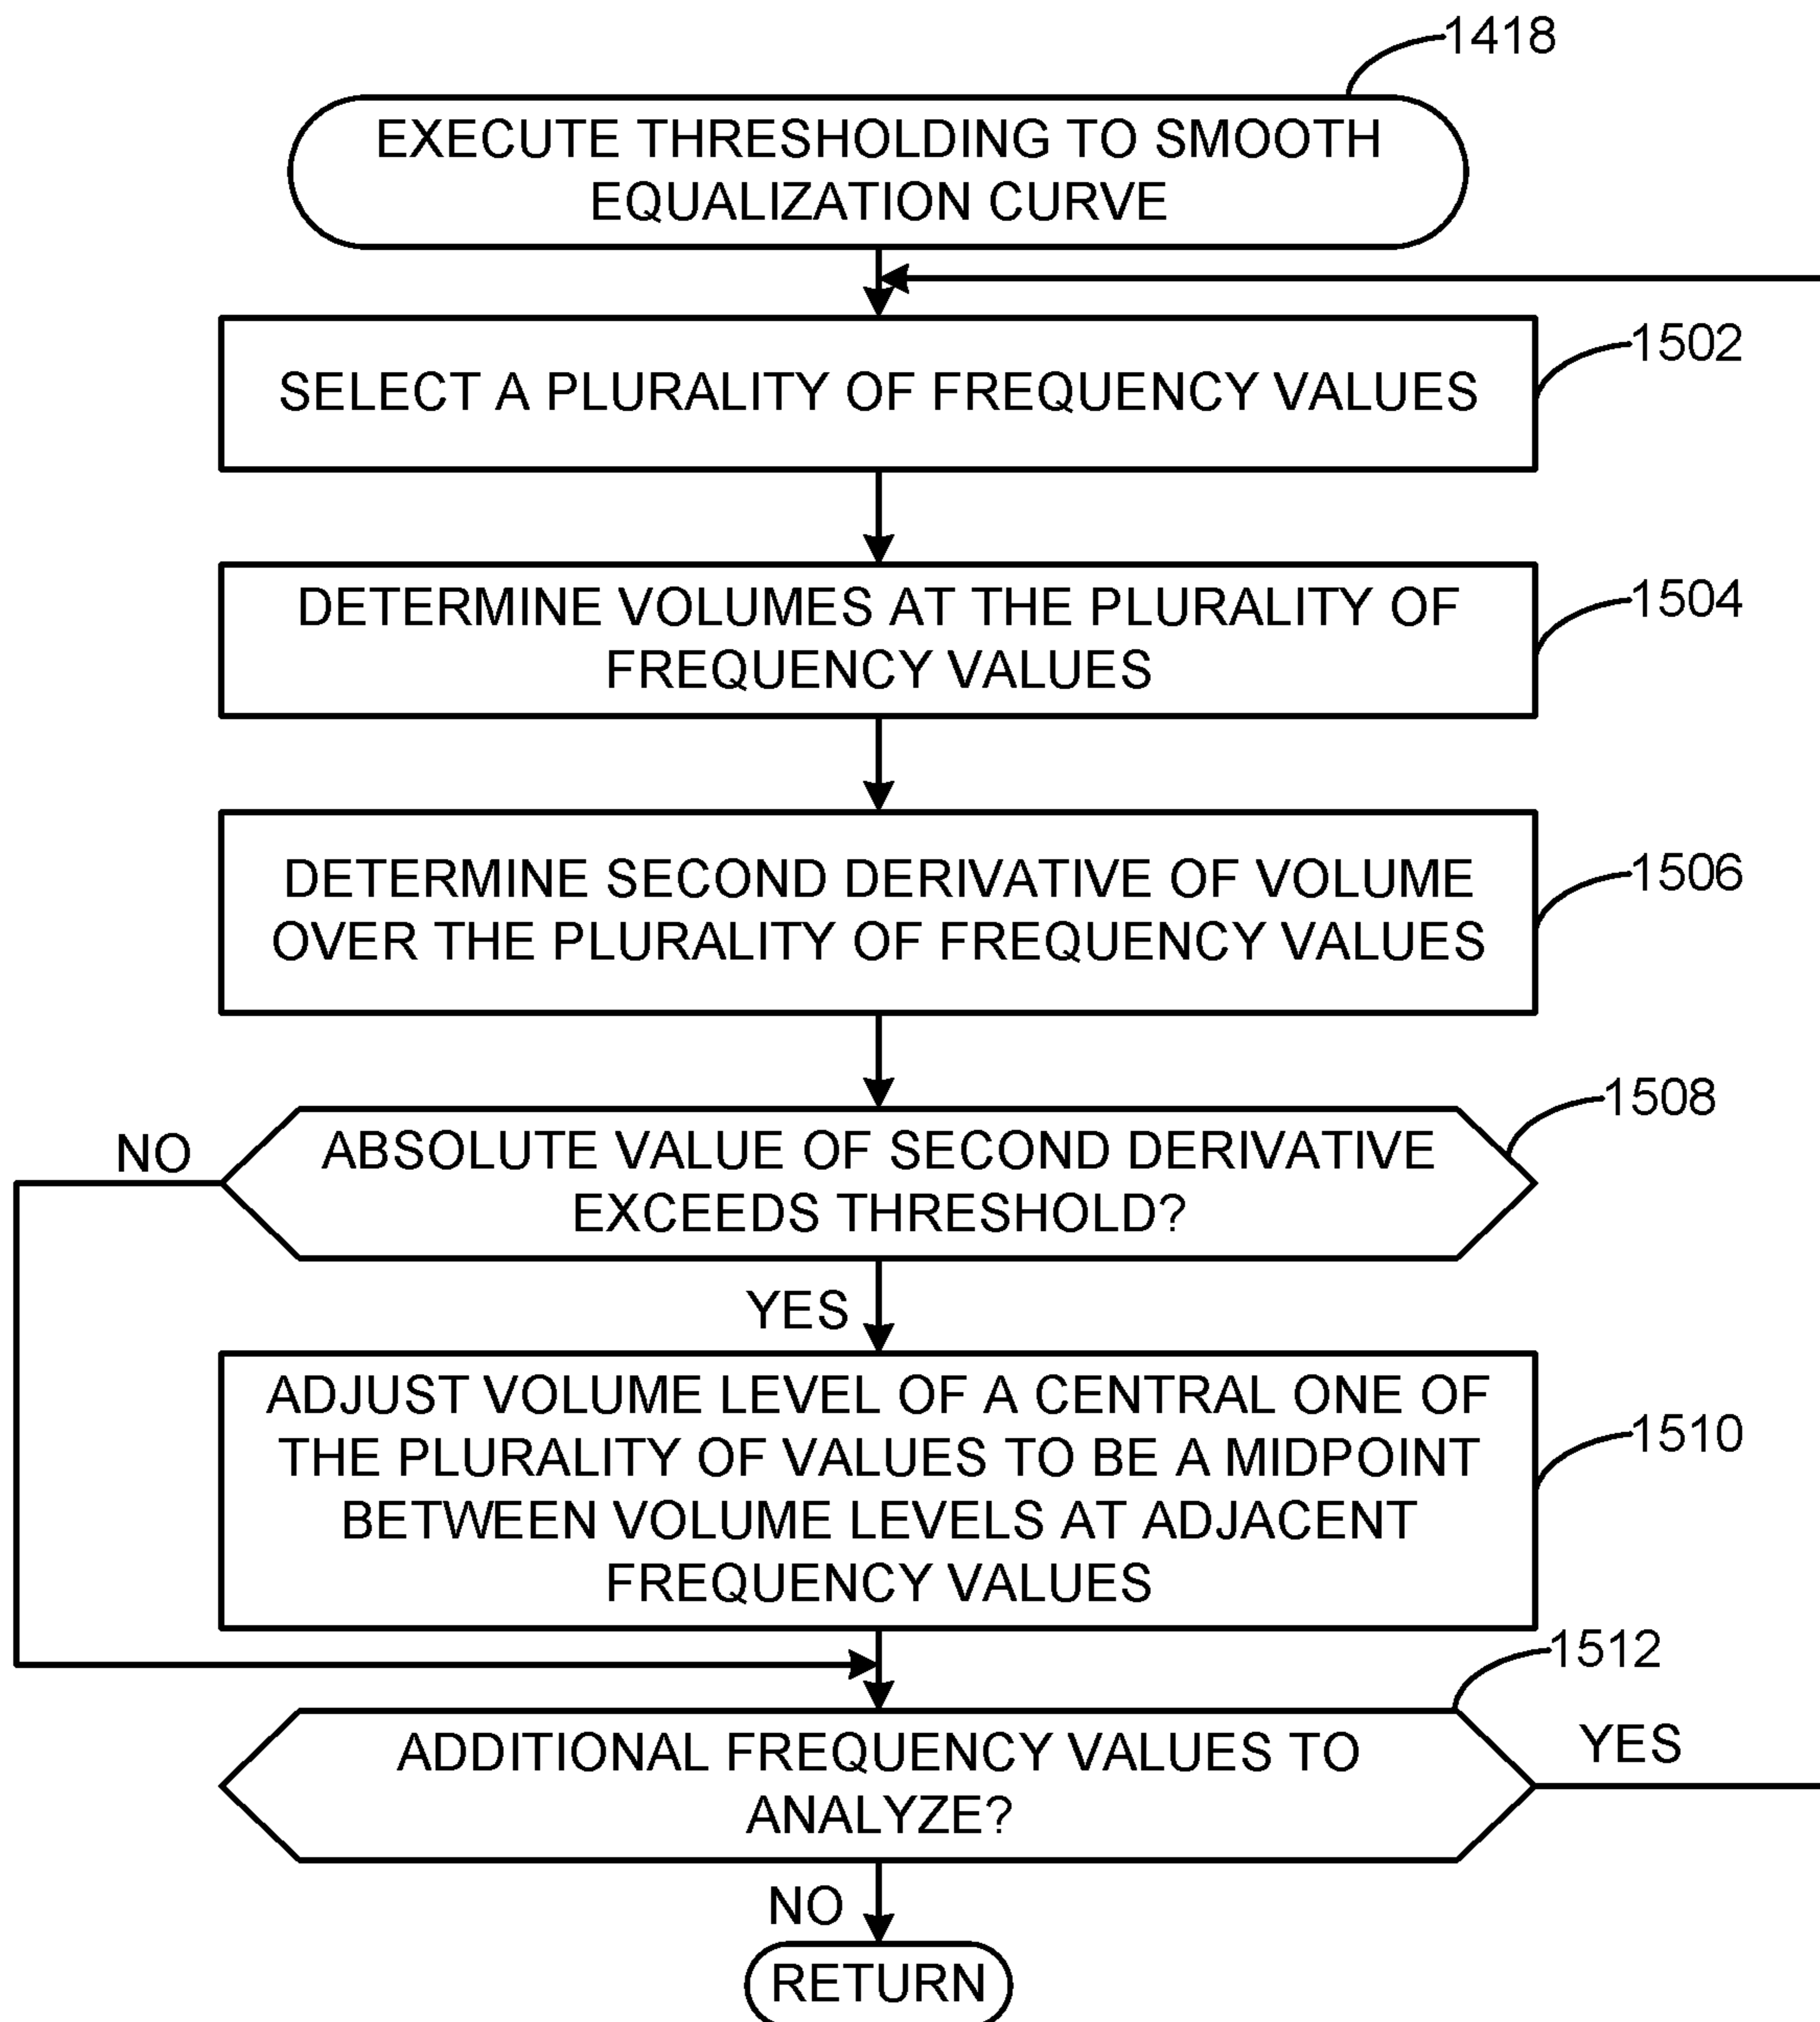 1418
EXECUTE THRESHOLDING TO SMOOTH
EQUALIZATION CURVE
1502
SELECT A PLURALITY OF FREQUENCY VALUES
1504
DETERMINE VOLUMES AT THE PLURALITY OF
FREQUENCY VALUES
1506
DETERMINE SECOND DERIVATIVE OF VOLUME
OVER THE PLURALITY OF FREQUENCY VALUES
1508
NO
ABSOLUTE VALUE OF SECOND DERIVATIVE
EXCEEDS THRESHOLD?
YES
ADJUST VOLUME LEVEL OF A CENTRAL ONE OF
THE PLURALITY OF VALUES TO BE A MIDPOINT
BETWEEN VOLUME LEVELS AT ADJACENT
FREQUENCY VALUES
1510
1512
ADDITIONAL FREQUENCY VALUES TO
ANALYZE?
YES
NO
RETURN